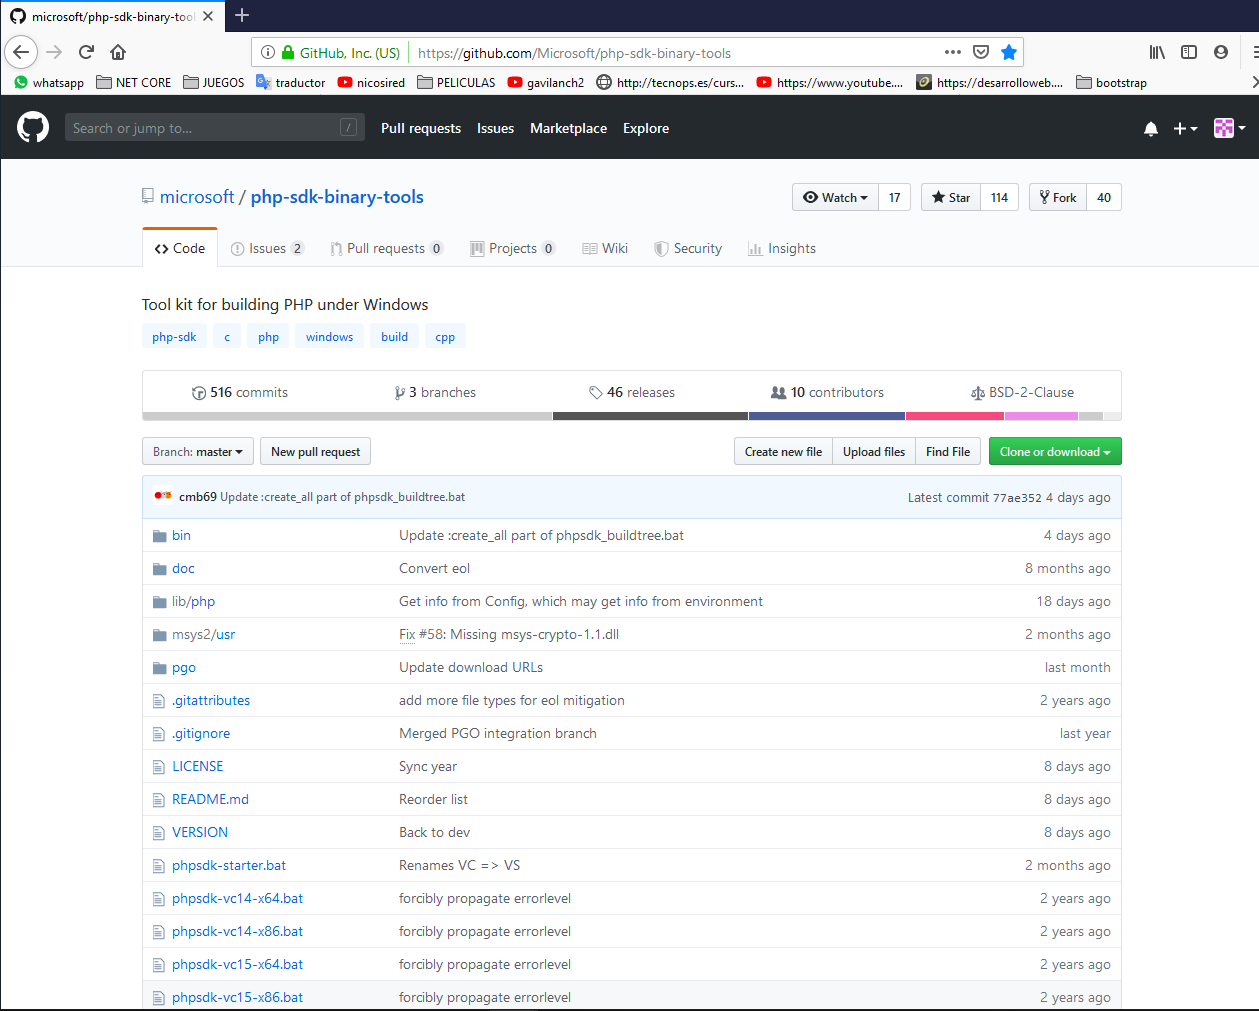 microsoft/php-sdk-binary-tool
GitHub, Inc. (US) https://github.com/Microsoft/php-sdk-binary-tools
whatsapp NET CORE JUEGOS traductor nicosired PELICULAS gavilanch2 http://tecnops.es/curs... https://www.youtube.... https://desarrolloweb.... bootstrap
Search or jump to... / Pull requests Issues Marketplace Explore
microsoft / php-sdk-binary-tools Watch 17 Star 114 Fork 40
Code Issues 2 Pull requests 0 Projects 0 Wiki Security Insights
Tool kit for building PHP under Windows
php-sdk c php windows build cpp
516 commits 3 branches 46 releases 10 contributors BSD-2-Clause
Branch: master New pull request Create new file Upload files Find File Clone or download
cmb69 Update :create_all part of phpsdk_buildtree.bat Latest commit 77ae352 4 days ago
bin Update :create_all part of phpsdk_buildtree.bat 4 days ago
doc Convert eol 8 months ago
lib/php Get info from Config, which may get info from environment 18 days ago
msys2/usr Fix #58: Missing msys-crypto-1.1.dll 2 months ago
pgo Update download URLs last month
.gitattributes add more file types for eol mitigation 2 years ago
.gitignore Merged PGO integration branch last year
LICENSE Sync year 8 days ago
README.md Reorder list 8 days ago
VERSION Back to dev 8 days ago
phpsdk-starter.bat Renames VC => VS 2 months ago
phpsdk-vc14-x64.bat forcibly propagate errorlevel 2 years ago
phpsdk-vc14-x86.bat forcibly propagate errorlevel 2 years ago
phpsdk-vc15-x64.bat forcibly propagate errorlevel 2 years ago
phpsdk-vc15-x86.bat forcibly propagate errorlevel 2 years ago